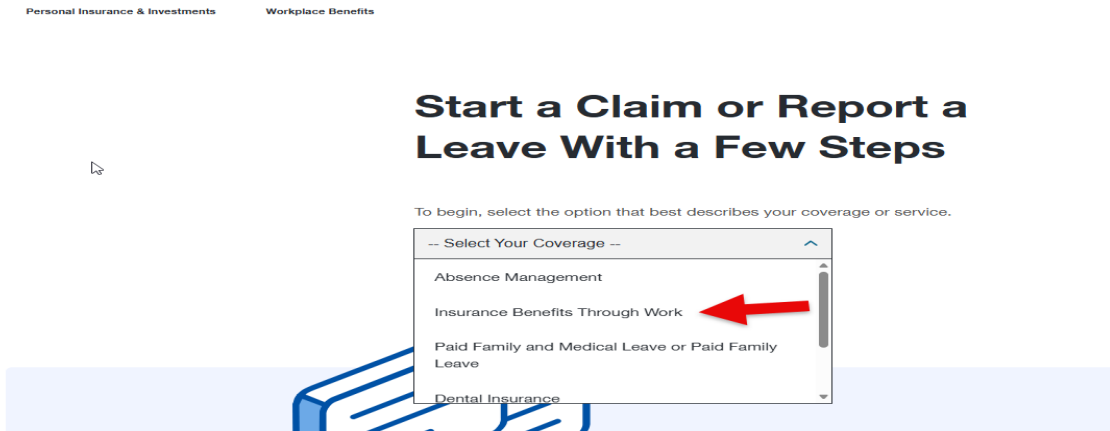 Personal Insurance & Investments Workplace Benefits
Start a Claim or Report a
Leave With a Few Steps
To begin, select the option that best describes your coverage or service.
-- Select Your Coverage --
Absence Management
Insurance Benefits Through Work
Paid Family and Medical Leave or Paid Family
Leave
Dental Insurance